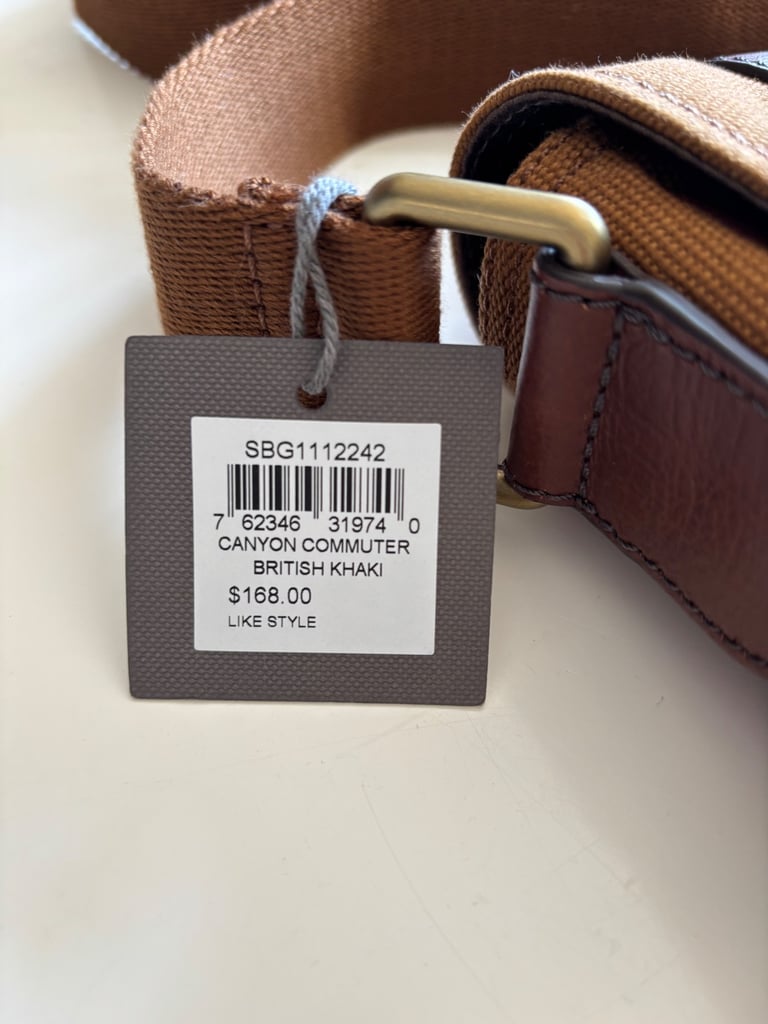 SBG1112242
7 62346 31974 0
CANYON COMMUTER
BRITISH KHAKI
$168.00
LIKE STYLE